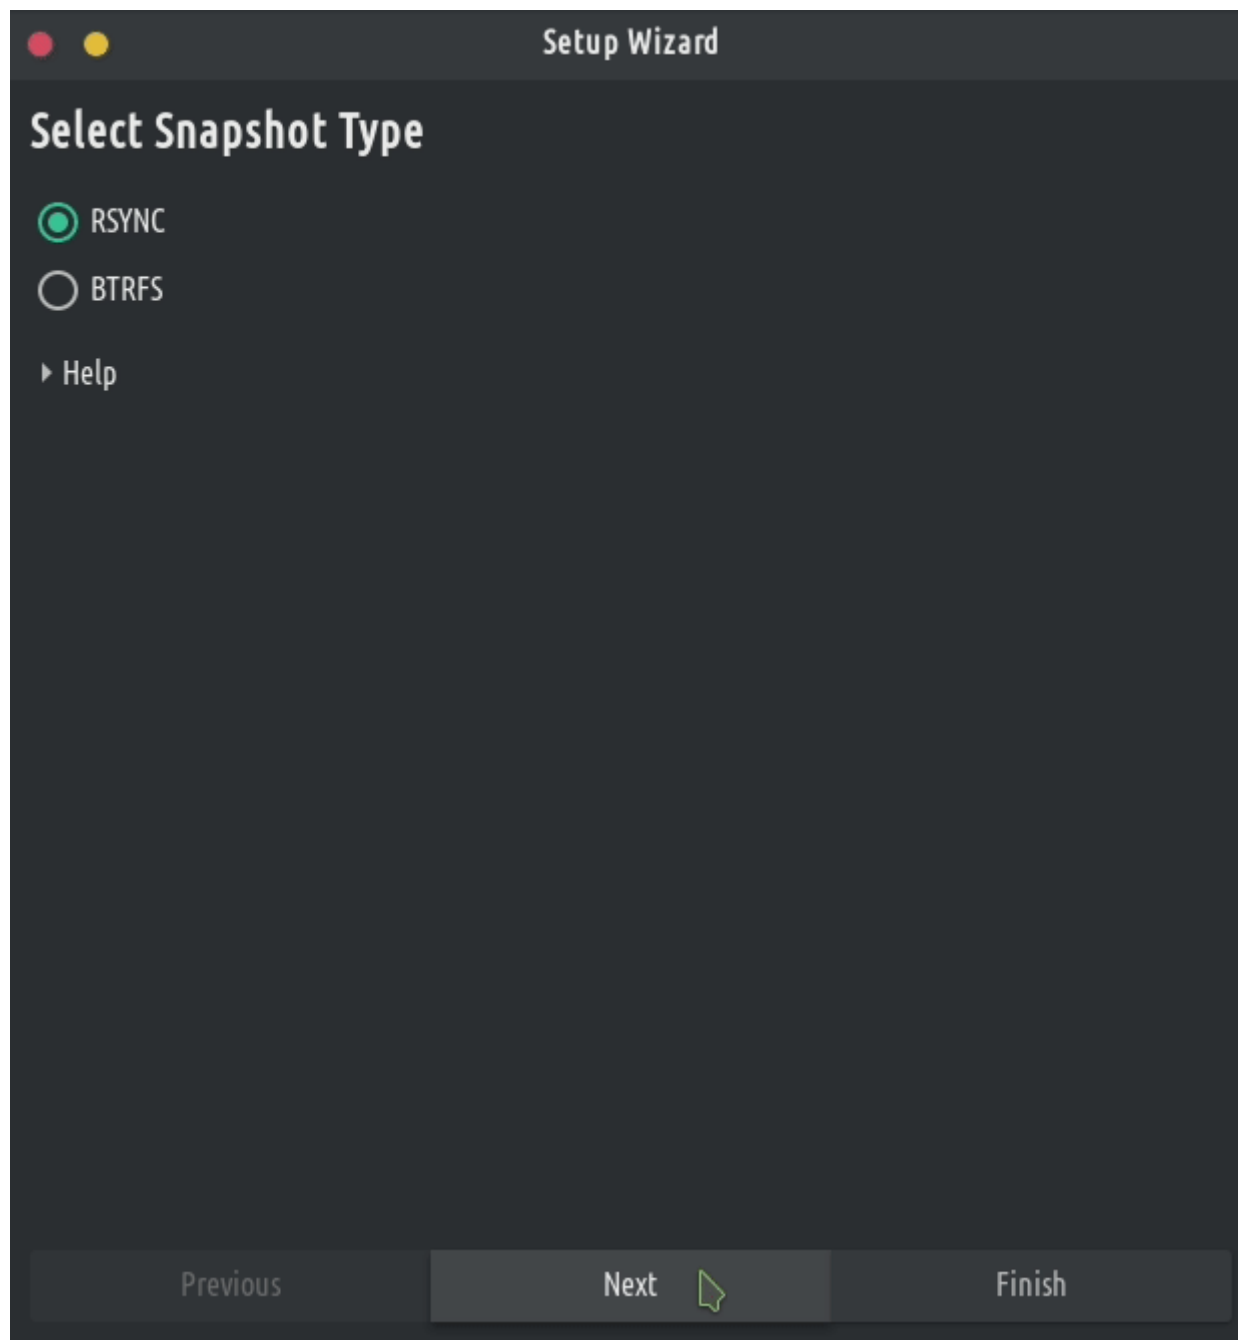 Setup Wizard
Select Snapshot Type
RSYNC
BTRFS
Help
Previous Next Finish